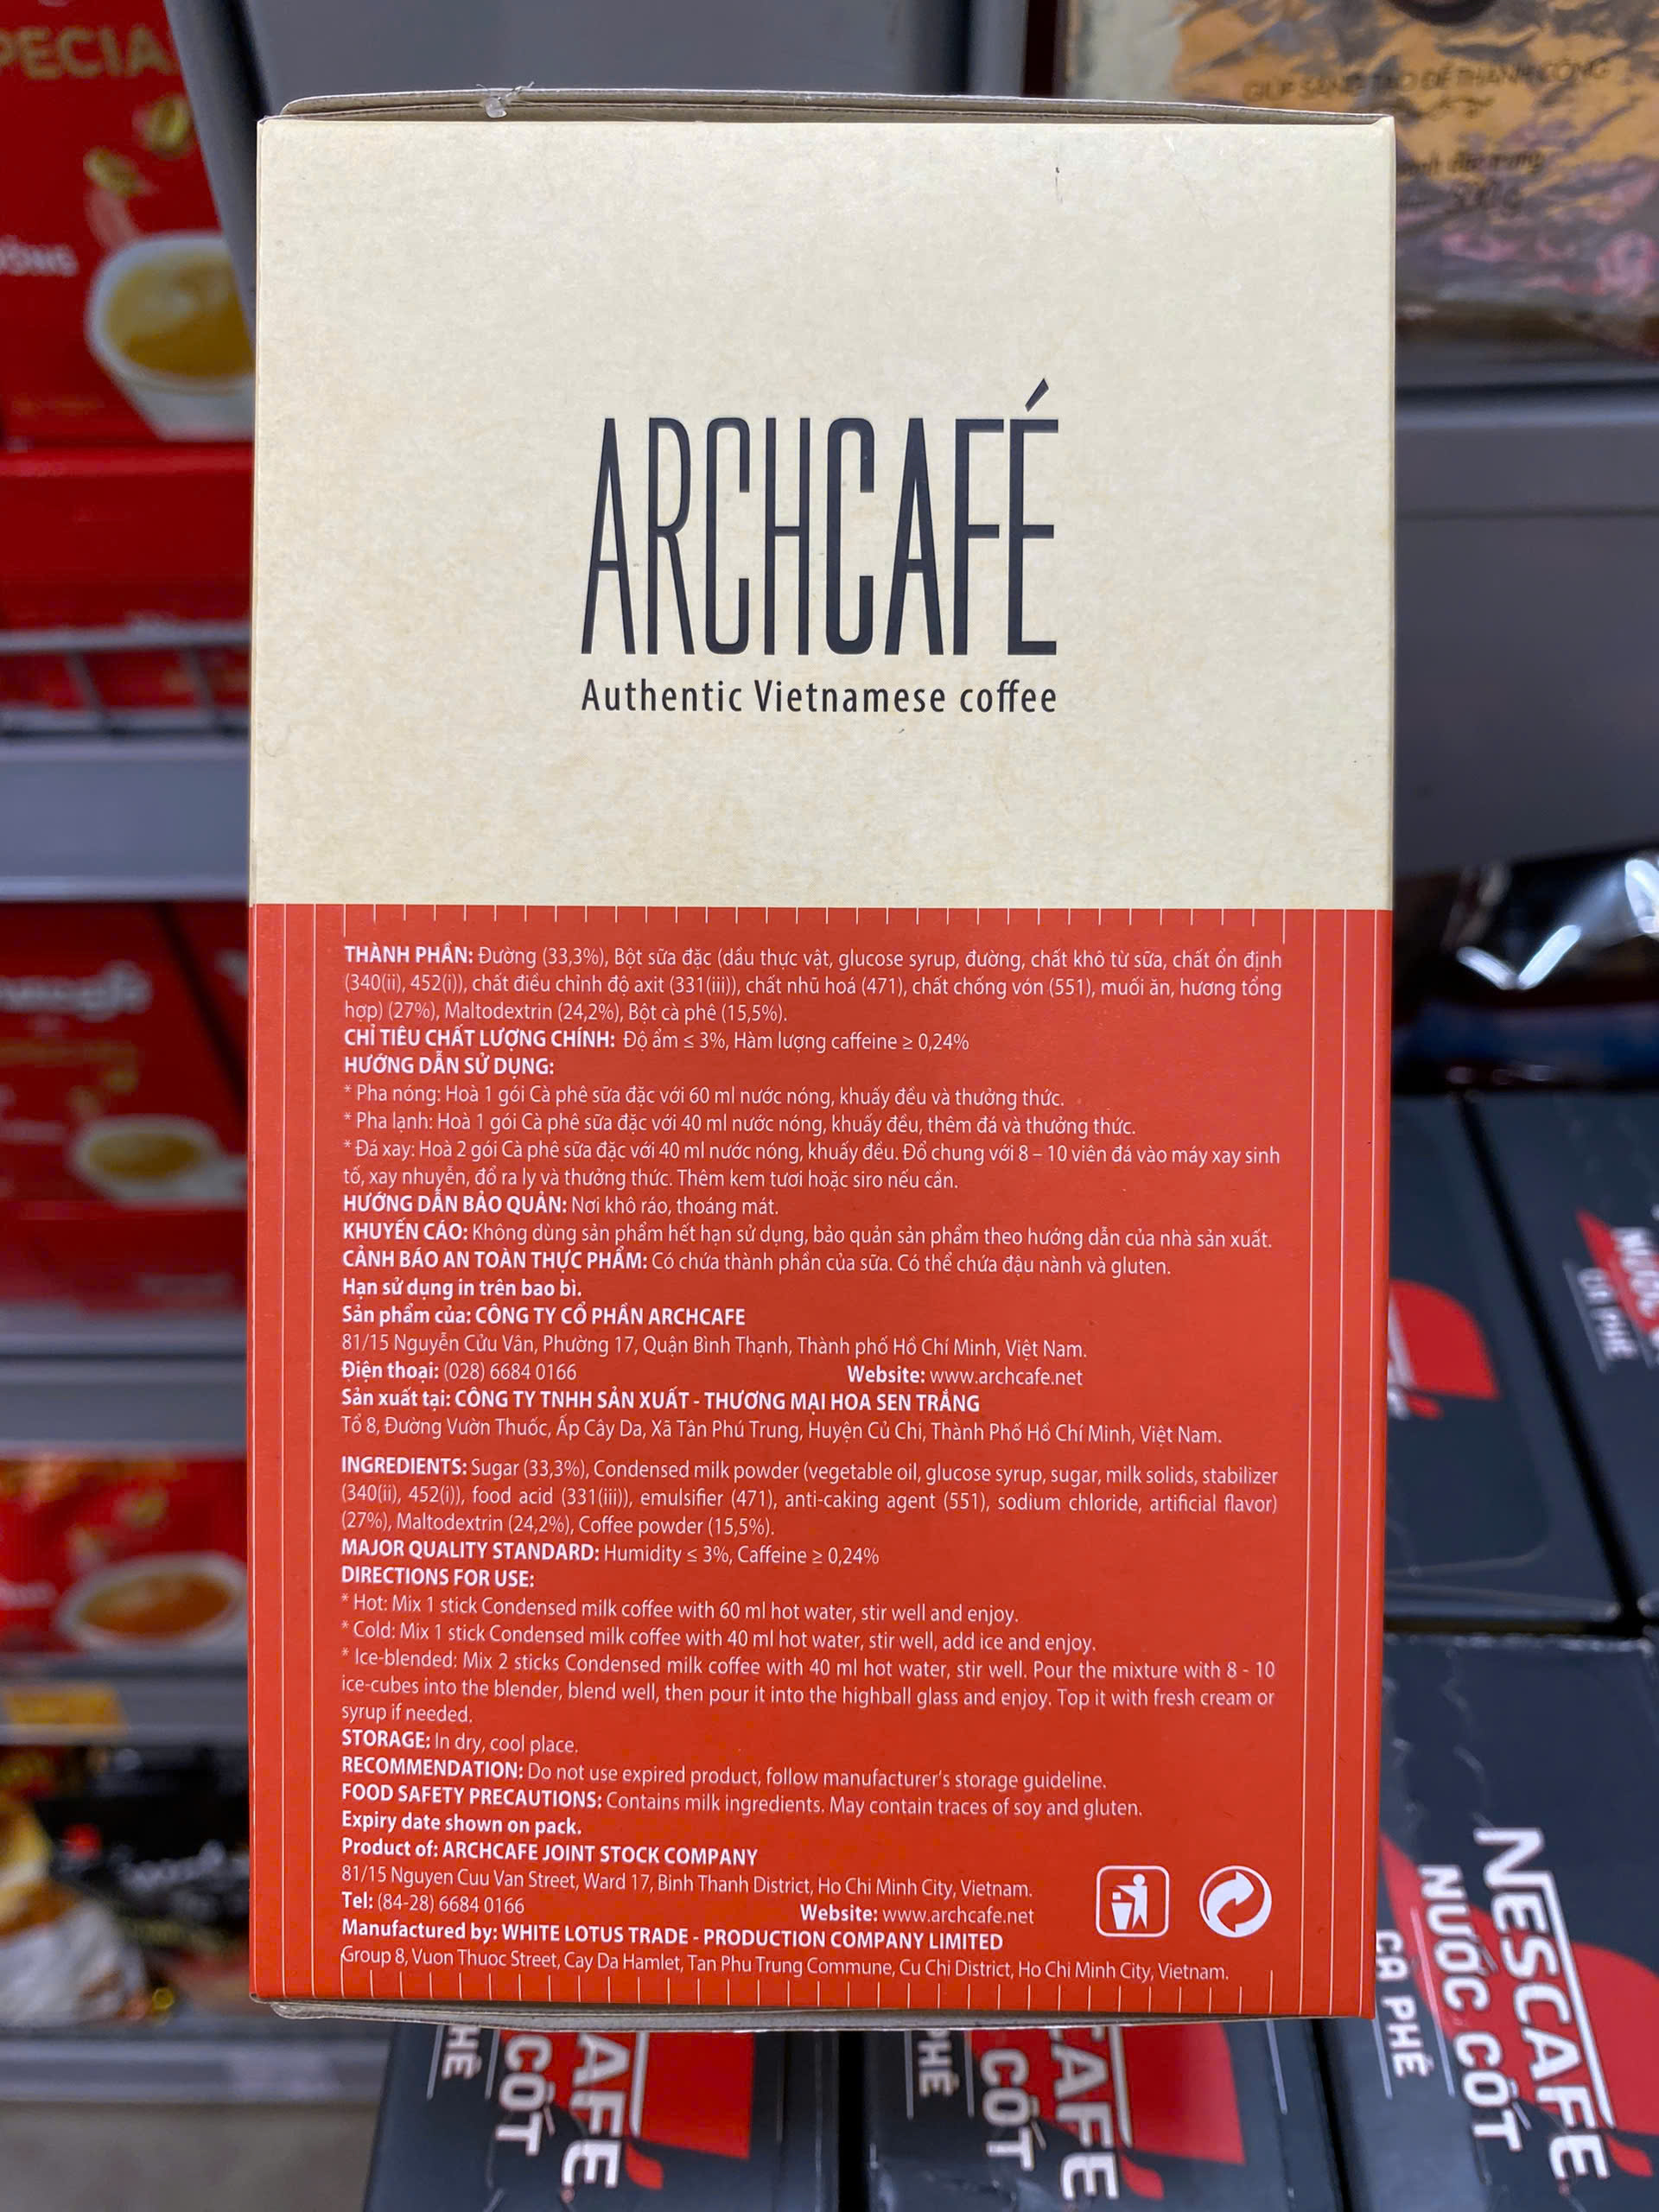 PECIA
GIÚP SÁNG TẠO ĐỂ THÀNH CÔNG
500g
ARCHCAFÉ
Authentic Vietnamese coffee
THÀNH PHẦN: Đường (33,3%), Bột sữa đặc (dầu thực vật, glucose syrup, đường, chất khô từ sữa, chất ổn định
(340(ii), 452(i)), chất điều chỉnh độ axit (331(iii)), chất nhũ hoá (471), chất chống vón (551), muối ăn, hương tổng
hợp) (27%), Maltodextrin (24,2%), Bột cà phê (15,5%).
CHỈ TIÊU CHẤT LƯỢNG CHÍNH: Độ ẩm ≤ 3%, Hàm lượng caffeine ≥ 0,24%
HƯỚNG DẪN SỬ DỤNG:
* Pha nóng: Hoà 1 gói Cà phê sữa đặc với 60 ml nước nóng, khuấy đều và thưởng thức.
* Pha lạnh: Hoà 1 gói Cà phê sữa đặc với 40 ml nước nóng, khuấy đều, thêm đá và thưởng thức.
* Đá xay: Hoà 2 gói Cà phê sữa đặc với 40 ml nước nóng, khuấy đều. Đổ chung với 8 – 10 viên đá vào máy xay sinh
tố, xay nhuyễn, đổ ra ly và thưởng thức. Thêm kem tươi hoặc siro nếu cần.
HƯỚNG DẪN BẢO QUẢN: Nơi khô ráo, thoáng mát.
KHUYẾN CÁO: Không dùng sản phẩm hết hạn sử dụng, bảo quản sản phẩm theo hướng dẫn của nhà sản xuất.
CẢNH BÁO AN TOÀN THỰC PHẨM: Có chứa thành phần của sữa. Có thể chứa đậu nành và gluten.
Hạn sử dụng in trên bao bì.
Sản phẩm của: CÔNG TY CỔ PHẦN ARCHCAFE
81/15 Nguyễn Cửu Vân, Phường 17, Quận Bình Thạnh, Thành phố Hồ Chí Minh, Việt Nam.
Điện thoại: (028) 6684 0166 Website: www.archcafe.net
Sản xuất tại: CÔNG TY TNHH SẢN XUẤT - THƯƠNG MẠI HOA SEN TRẮNG
Tổ 8, Đường Vườn Thuốc, Ấp Cây Da, Xã Tân Phú Trung, Huyện Củ Chi, Thành Phố Hồ Chí Minh, Việt Nam.
INGREDIENTS: Sugar (33,3%), Condensed milk powder (vegetable oil, glucose syrup, sugar, milk solids, stabilizer
(340(ii), 452(i)), food acid (331(iii)), emulsifier (471), anti-caking agent (551), sodium chloride, artificial flavor)
(27%), Maltodextrin (24,2%), Coffee powder (15,5%).
MAJOR QUALITY STANDARD: Humidity ≤ 3%, Caffeine ≥ 0,24%
DIRECTIONS FOR USE:
* Hot: Mix 1 stick Condensed milk coffee with 60 ml hot water, stir well and enjoy.
* Cold: Mix 1 stick Condensed milk coffee with 40 ml hot water, stir well, add ice and enjoy.
* Ice-blended: Mix 2 sticks Condensed milk coffee with 40 ml hot water, stir well. Pour the mixture with 8 - 10
ice-cubes into the blender, blend well, then pour it into the highball glass and enjoy. Top it with fresh cream or
syrup if needed.
STORAGE: In dry, cool place.
RECOMMENDATION: Do not use expired product, follow manufacturer's storage guideline.
FOOD SAFETY PRECAUTIONS: Contains milk ingredients. May contain traces of soy and gluten.
Expiry date shown on pack.
Product of: ARCHCAFE JOINT STOCK COMPANY
81/15 Nguyen Cuu Van Street, Ward 17, Binh Thanh District, Ho Chi Minh City, Vietnam.
Tel: (84-28) 6684 0166 Website: www.archcafe.net
Manufactured by: WHITE LOTUS TRADE - PRODUCTION COMPANY LIMITED
Group 8, Vuon Thuoc Street, Cay Da Hamlet, Tan Phu Trung Commune, Cu Chi District, Ho Chi Minh City, Vietnam.
NESCAFÉ
NƯỚC CỐT
CÀ PHÊ
AFÉ
CỐT
HÊ
CAFÉ
CỐT
PHÊ